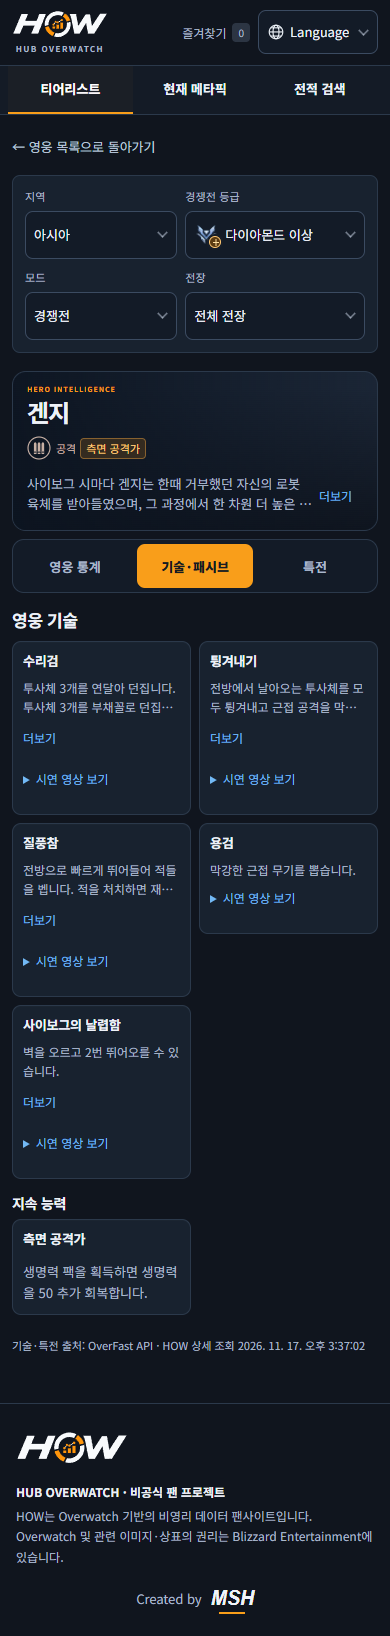 HOW
HUB OVERWATCH
즐겨찾기 0
Language
티어리스트 현재 메타픽 전적 검색
← 영웅 목록으로 돌아가기
지역 경쟁전 등급
아시아 다이아몬드 이상
모드 전장
경쟁전 전체 전장
HERO INTELLIGENCE
겐지
공격 측면 공격가
사이보그 시마다 겐지는 한때 거부했던 자신의 로봇
육체를 받아들였으며, 그 과정에서 한 차원 더 높은 … 더보기
영웅 통계 기술·패시브 특전
영웅 기술
수리검
투사체 3개를 연달아 던집니다.
투사체 3개를 부채꼴로 던집…
더보기
▶ 시연 영상 보기
튕겨내기
전방에서 날아오는 투사체를 모
두 튕겨내고 근접 공격을 막…
더보기
▶ 시연 영상 보기
질풍참
전방으로 빠르게 뛰어들어 적들
을 벱니다. 적을 처치하면 재…
더보기
▶ 시연 영상 보기
용검
막강한 근접 무기를 뽑습니다.
▶ 시연 영상 보기
사이보그의 날렵함
벽을 오르고 2번 뛰어오를 수 있
습니다.
더보기
▶ 시연 영상 보기
지속 능력
측면 공격가
생명력 팩을 획득하면 생명력
을 50 추가 회복합니다.
기술·특전 출처: OverFast API · HOW 상세 조회 2026. 11. 17. 오후 3:37:02
HOW
HUB OVERWATCH · 비공식 팬 프로젝트
HOW는 Overwatch 기반의 비영리 데이터 팬사이트입니다.
Overwatch 및 관련 이미지·상표의 권리는 Blizzard Entertainment에
있습니다.
Created by MSH